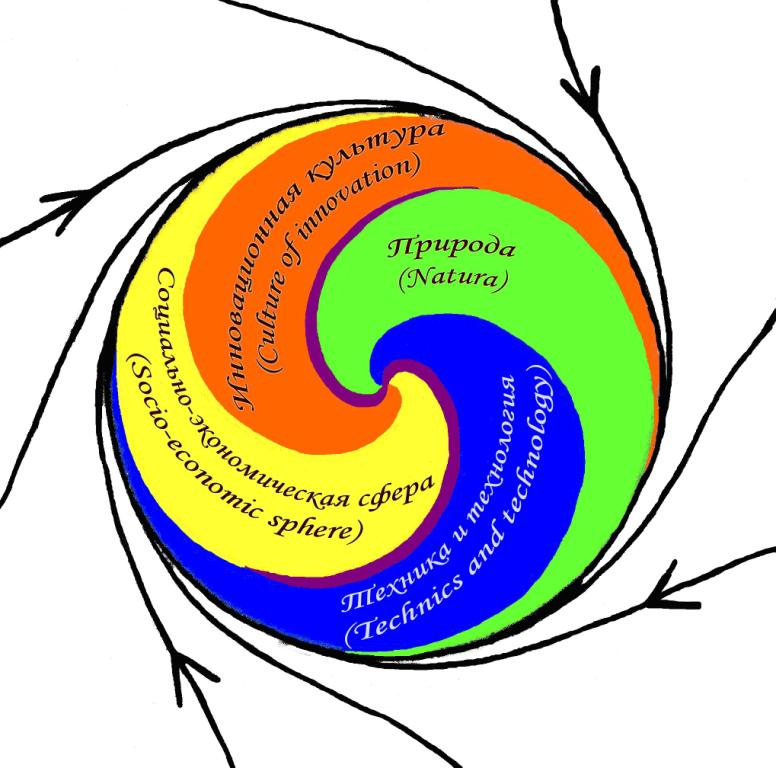 Инновационная культура
(Culture of innovation)
Природа
(Natura)
Социально-экономическая сфера
(Socio-economic sphere)
Техника и технология
(Technics and technology)